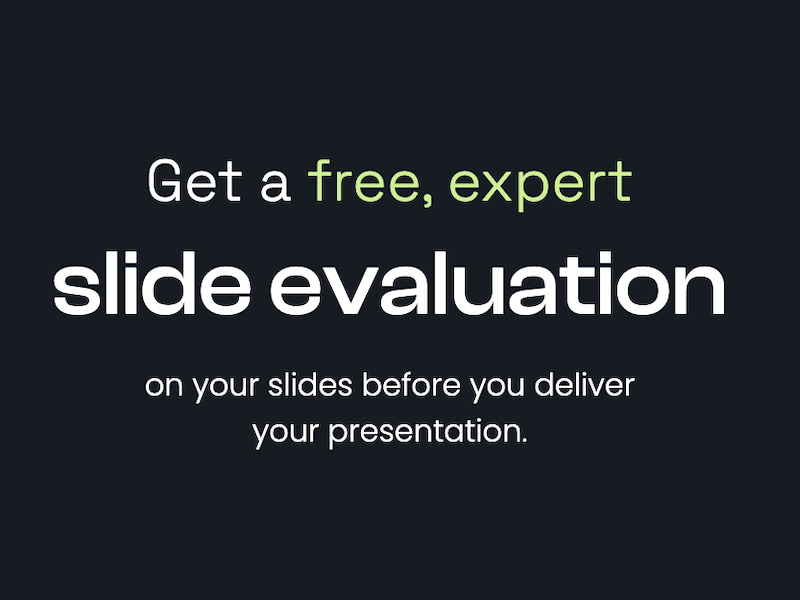 Get a free, expert
slide evaluation
on your slides before you deliver
your presentation.